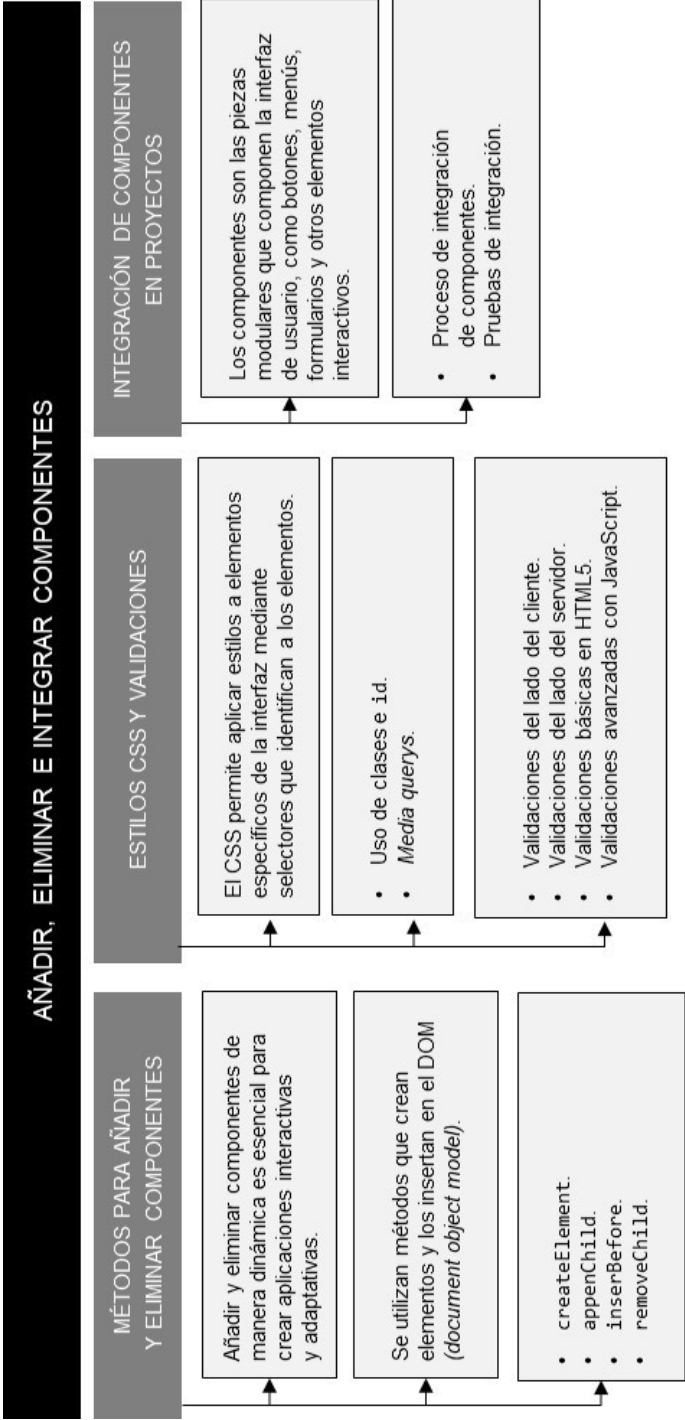 AÑADIR, ELIMINAR E INTEGRAR COMPONENTES
MÉTODOS PARA AÑADIR
Y ELIMINAR COMPONENTES
Añadir y eliminar componentes de
manera dinámica es esencial para
crear aplicaciones interactivas
y adaptativas.
Se utilizan métodos que crean
elementos y los insertan en el DOM
(document object model).
• createElement.
• appenChild.
• inserBefore.
• removeChild.
ESTILOS CSS Y VALIDACIONES
El CSS permite aplicar estilos a elementos
específicos de la interfaz mediante
selectores que identifican a los elementos.
• Uso de clases e id.
• Media querys.
• Validaciones del lado del cliente.
• Validaciones del lado del servidor.
• Validaciones básicas en HTML5.
• Validaciones avanzadas con JavaScript.
INTEGRACIÓN DE COMPONENTES
EN PROYECTOS
Los componentes son las piezas
modulares que componen la interfaz
de usuario, como botones, menús,
formularios y otros elementos
interactivos.
• Proceso de integración
de componentes.
• Pruebas de integración.